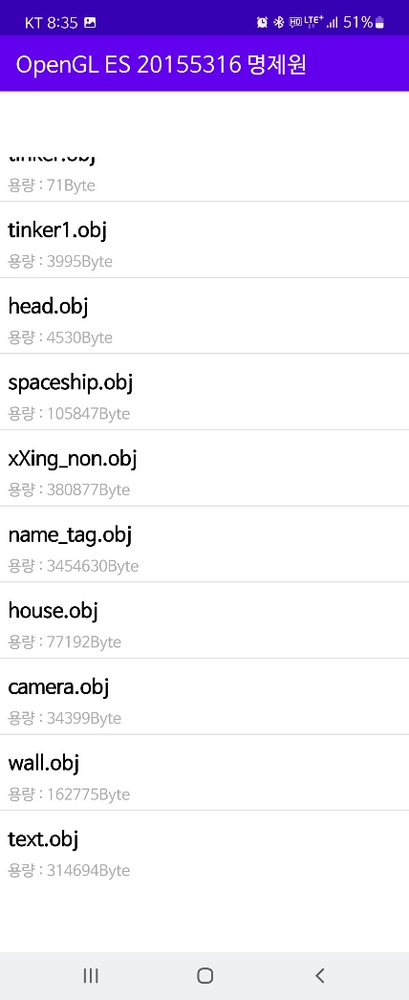 KT 8:35 51%
OpenGL ES 20155316 명제원
tinker.obj
용량 : 71Byte
tinker1.obj
용량 : 3995Byte
head.obj
용량 : 4530Byte
spaceship.obj
용량 : 105847Byte
xXing_non.obj
용량 : 380877Byte
name_tag.obj
용량 : 3454630Byte
house.obj
용량 : 77192Byte
camera.obj
용량 : 34399Byte
wall.obj
용량 : 162775Byte
text.obj
용량 : 314694Byte